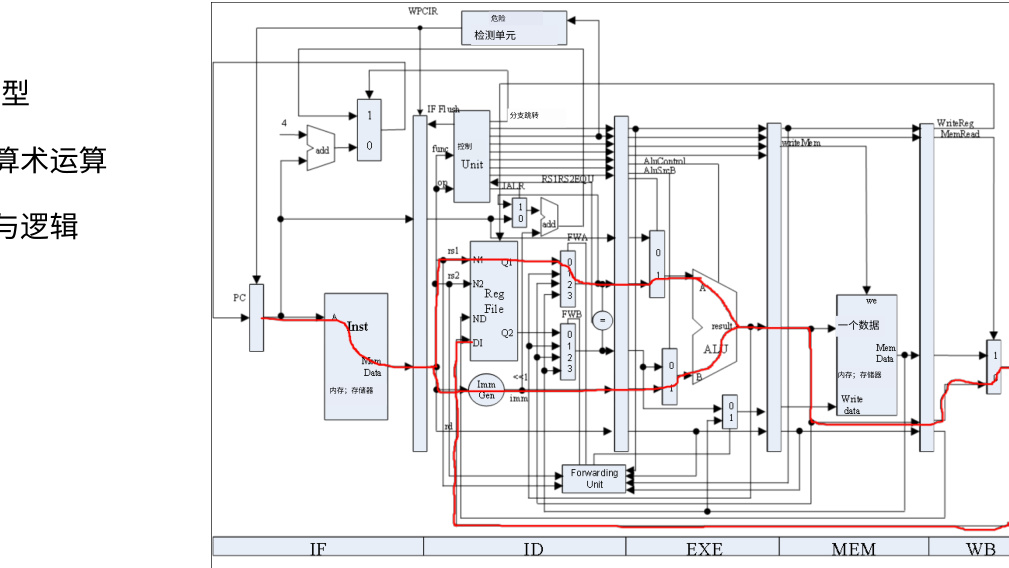 型
算术运算
与逻辑
WPCIR
危险
检测单元
IF Flush
分支跳转
4
add
1
0
控制
Unit
func
op
WriteReg
MemRead
writeMem
AluControl
AluSrcB
RS1RS2EQU
JALR
1
0
add
FWA
rs1
N1
Q1
0
1
2
3
rs2
N2
Reg
File
ND
DI
Q2
FWB
0
1
2
3
=
PC
A
Inst
Mem
Data
内存；存储器
Imm
Gen
<<1
imm
rd
0
1
A
result
ALU
B
0
1
0
1
we
一个数据
Mem
Data
内存；存储器
Write
data
1
Forwarding
Unit
IF
ID
EXE
MEM
WB